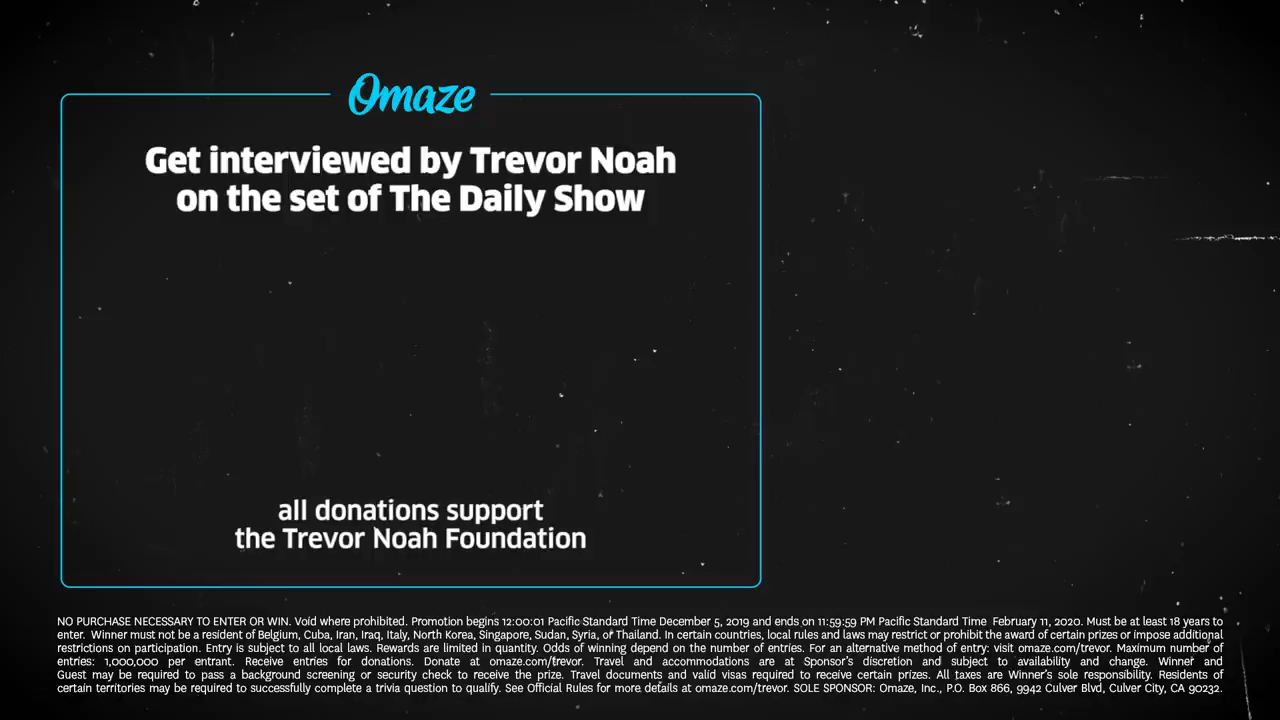 Omaze
Get interviewed by Trevor Noah
on the set of The Daily Show
all donations support
the Trevor Noah Foundation
NO PURCHASE NECESSARY TO ENTER OR WIN. Void where prohibited. Promotion begins 12:00:01 Pacific Standard Time December 5, 2019 and ends on 11:59:59 PM Pacific Standard Time February 11, 2020. Must be at least 18 years to
enter. Winner must not be a resident of Belgium, Cuba, Iran, Iraq, Italy, North Korea, Singapore, Sudan, Syria, or Thailand. In certain countries, local rules and laws may restrict or prohibit the award of certain prizes or impose additional
restrictions on participation. Entry is subject to all local laws. Rewards are limited in quantity. Odds of winning depend on the number of entries. For an alternative method of entry: visit omaze.com/trevor. Maximum number of
entries: 1,000,000 per entrant. Receive entries for donations. Donate at omaze.com/trevor. Travel and accommodations are at Sponsor's discretion and subject to availability and change. Winner and
Guest may be required to pass a background screening or security check to receive the prize. Travel documents and valid visas required to receive certain prizes. All taxes are Winner's sole responsibility. Residents of
certain territories may be required to successfully complete a trivia question to qualify. See Official Rules for more details at omaze.com/trevor. SOLE SPONSOR: Omaze, Inc., P.O. Box 866, 9942 Culver Blvd, Culver City, CA 90232.